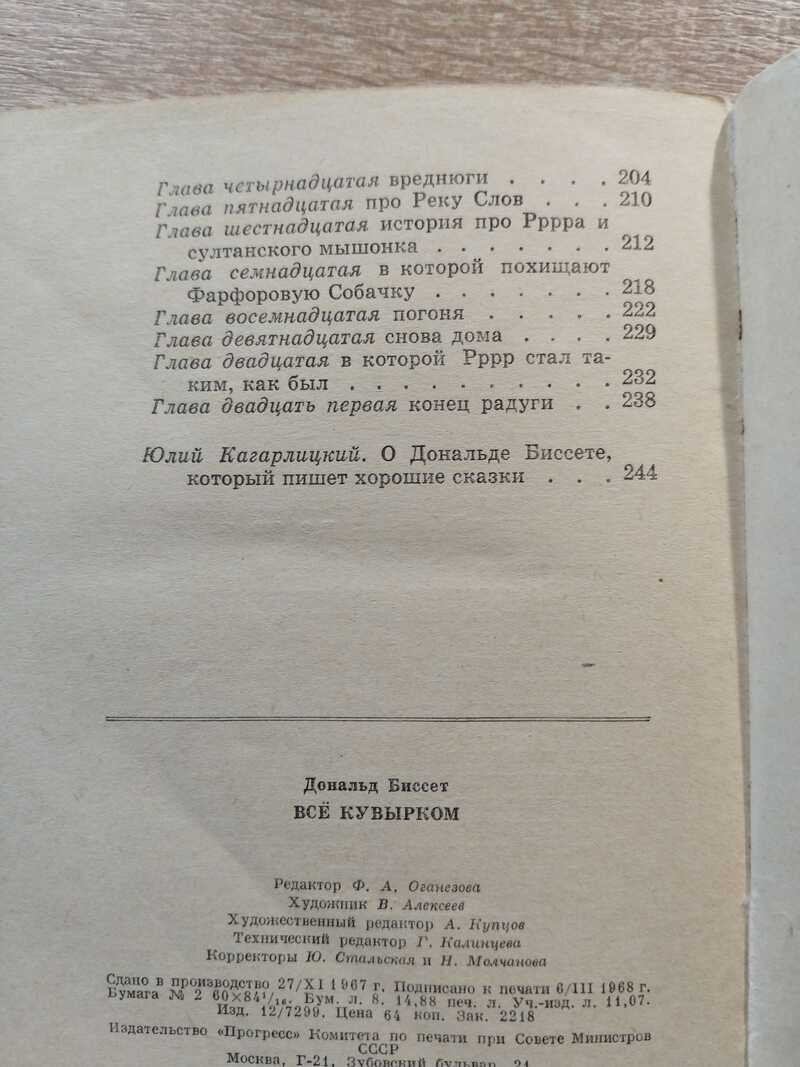 Глава четырнадцатая вреднюги . . . . 204
Глава пятнадцатая про Реку Слов . . . 210
Глава шестнадцатая история про Рррра и
султанского мышонка . . . . . . . 212
Глава семнадцатая в которой похищают
Фарфоровую Собачку . . . . . . . 218
Глава восемнадцатая погоня . . . . . 222
Глава девятнадцатая снова дома . . . . 229
Глава двадцатая в которой Рррр стал та-
ким, как был . . . . . . . . . . 232
Глава двадцать первая конец радуги . . 238
Юлий Кагарлицкий. О Дональде Биссете,
который пишет хорошие сказки . . . 244
Дональд Биссет
ВСЁ КУВЫРКОМ
Редактор Ф. А. Оганезова
Художник В. Алексеев
Художественный редактор А. Купцов
Технический редактор Г. Калинцева
Корректоры Ю. Стальская и Н. Молчанова
Сдано в производство 27/XI 1967 г. Подписано к печати 6/III 1968 г.
Бумага № 2 60×84¹/₁₆. Бум. л. 8. 14,88 печ. л. Уч.-изд. л. 11,07.
Изд. 12/7299. Цена 64 коп. Зак. 2218
Издательство «Прогресс» Комитета по печати при Совете Министров
СССР
Москва, Г-21, Зубовский бульвар, 21